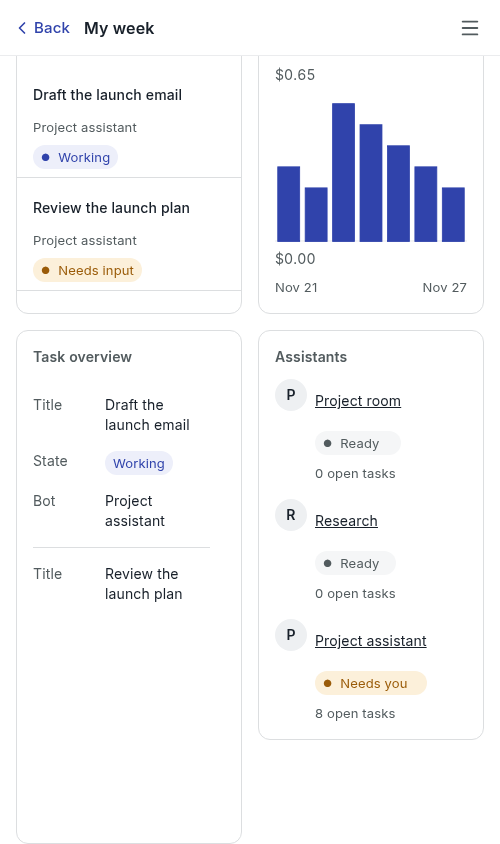 Back
My week
Draft the launch email
Project assistant
Working
Review the launch plan
Project assistant
Needs input
$0.65
$0.00
Nov 21
Nov 27
Task overview
Title
Draft the
launch email
State
Working
Bot
Project
assistant
Title
Review the
launch plan
Assistants
P
Project room
Ready
0 open tasks
R
Research
Ready
0 open tasks
P
Project assistant
Needs you
8 open tasks